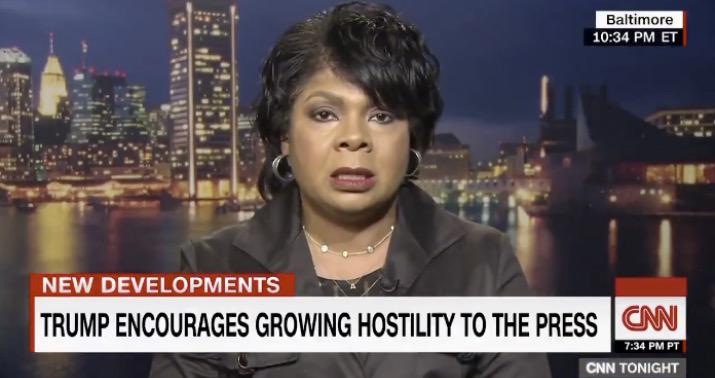 Baltimore
10:34 PM ET
NEW DEVELOPMENTS
TRUMP ENCOURAGES GROWING HOSTILITY TO THE PRESS
CNN
7:34 PM PT
CNN TONIGHT